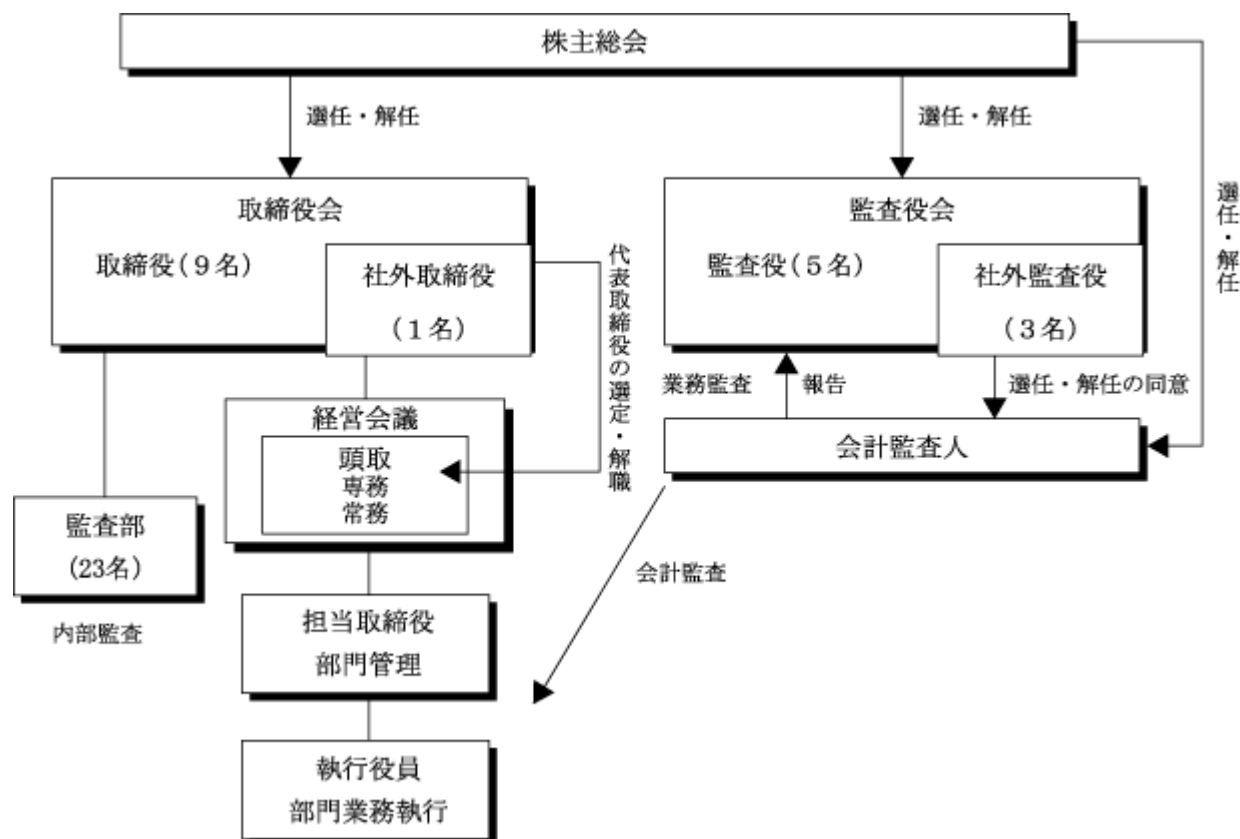 株主総会
選任・解任
選任・解任
選任・解任
取締役会
取締役(9名)
社外取締役
(1名)
代表取締役の選定・解職
監査役会
監査役(5名)
社外監査役
(3名)
業務監査
報告
選任・解任の同意
会計監査人
経営会議
頭取
専務
常務
監査部
(23名)
内部監査
会計監査
担当取締役
部門管理
執行役員
部門業務執行